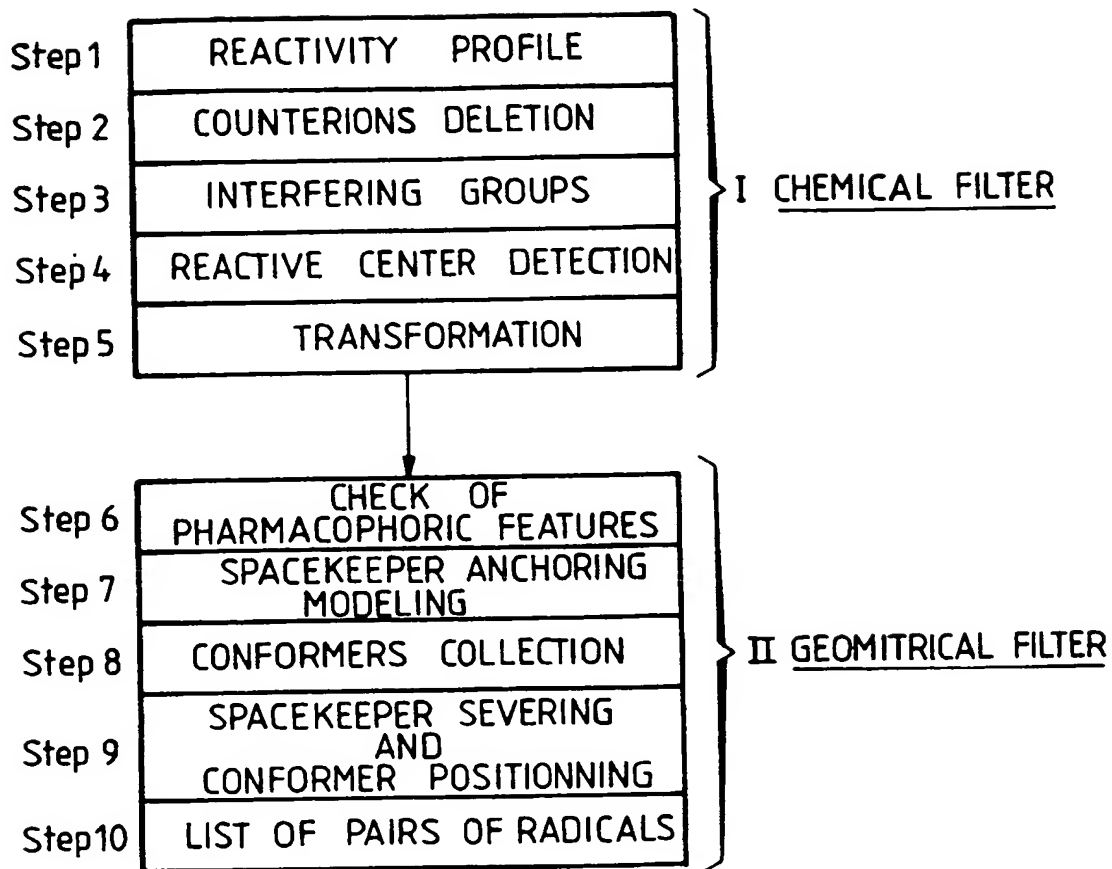 Step 1 REACTIVITY PROFILE
Step 2 COUNTERIONS DELETION
Step 3 INTERFERING GROUPS
Step 4 REACTIVE CENTER DETECTION
Step 5 TRANSFORMATION
I CHEMICAL FILTER
Step 6 CHECK OF
PHARMACOPHORIC FEATURES
Step 7 SPACEKEEPER ANCHORING
MODELING
Step 8 CONFORMERS COLLECTION
Step 9 SPACEKEEPER SEVERING
AND
CONFORMER POSITIONNING
Step 10 LIST OF PAIRS OF RADICALS
II GEOMITRICAL FILTER